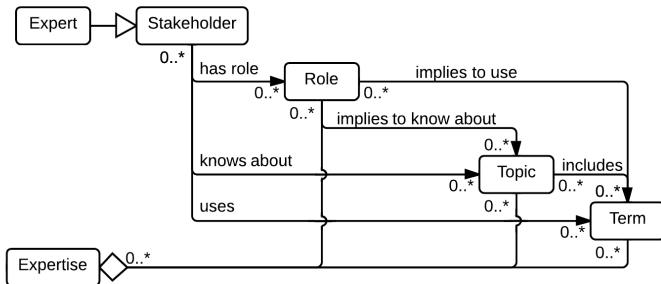 Expert
Stakeholder
0..*
has role
0..*
Role
0..*
implies to use
0..*
implies to know about
0..*
knows about
0..*
Topic
includes
0..*
0..*
0..*
uses
0..*
Term
0..*
Expertise
0..*